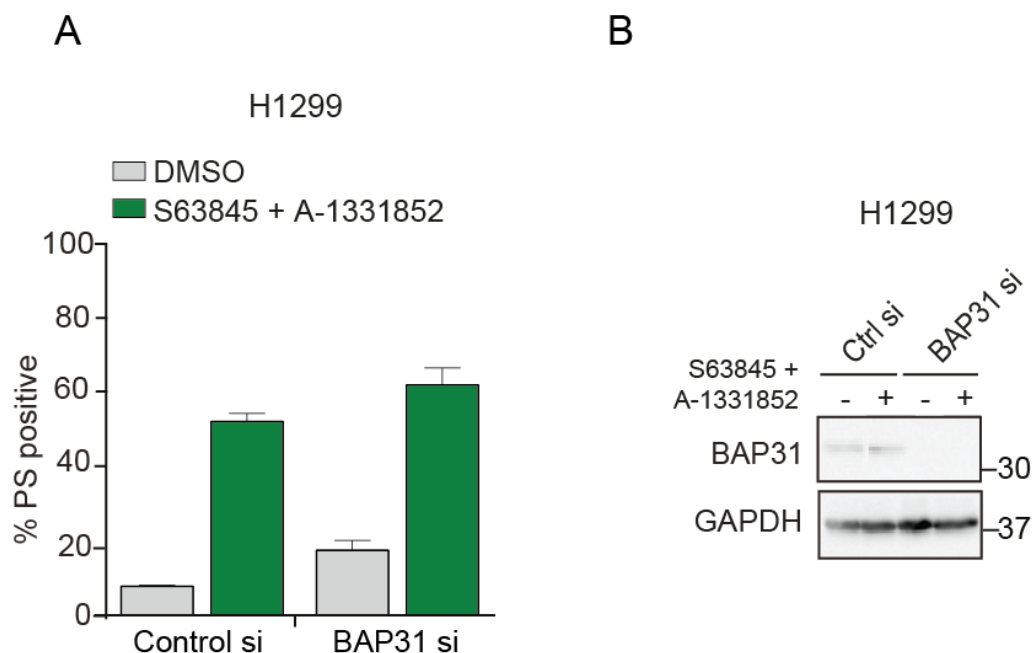 A
H1299
DMSO
S63845 + A-1331852
100
80
60
40
20
0
% PS positive
Control si
BAP31 si
B
H1299
Ctrl si
BAP31 si
S63845 +
A-1331852
- + - +
BAP31
30
GAPDH
37